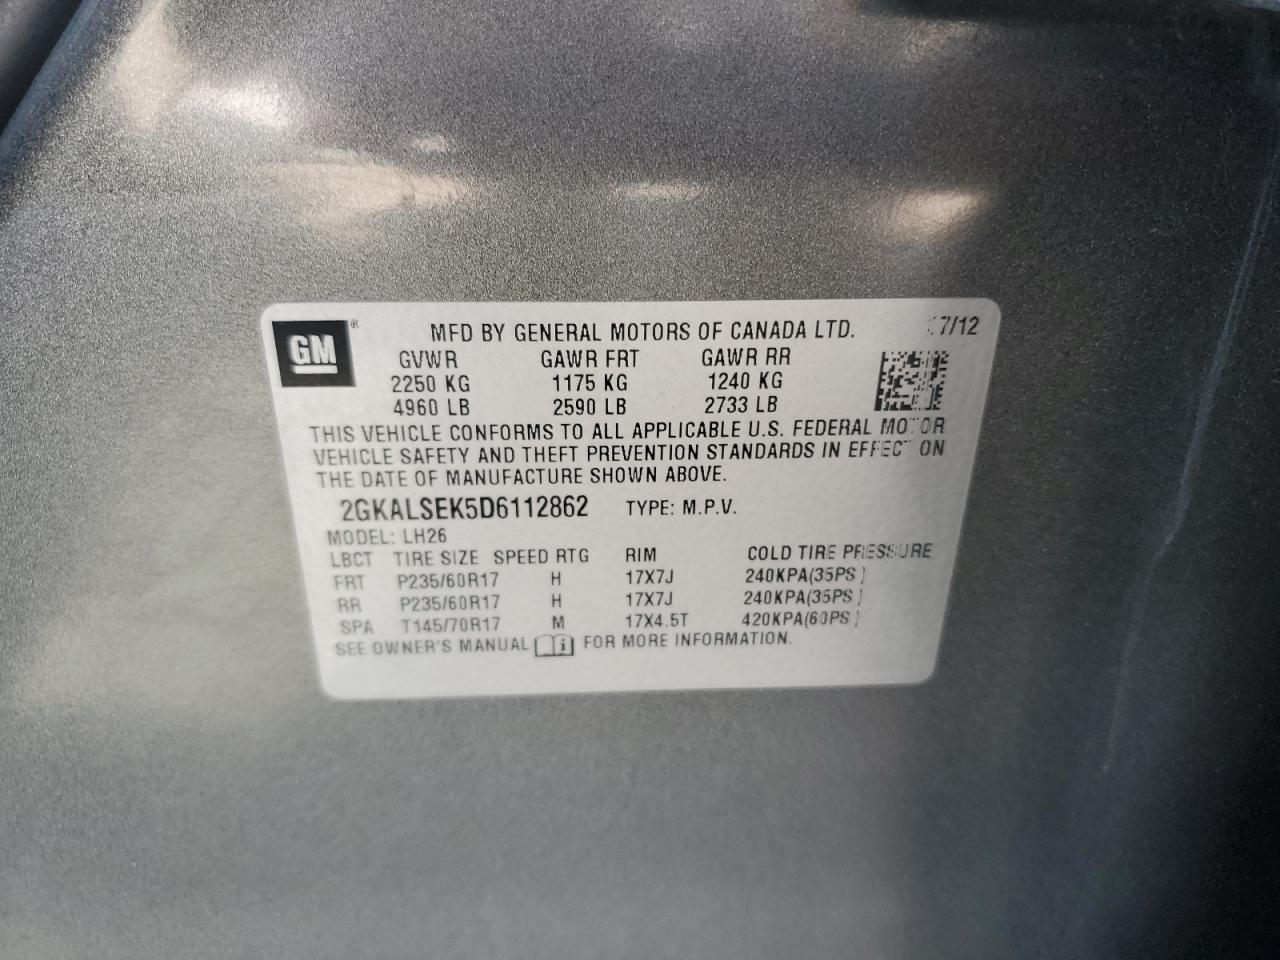 GM ®
MFD BY GENERAL MOTORS OF CANADA LTD. 7/12
GVWR GAWR FRT GAWR RR
2250 KG 1175 KG 1240 KG
4960 LB 2590 LB 2733 LB
THIS VEHICLE CONFORMS TO ALL APPLICABLE U.S. FEDERAL MOTOR
VEHICLE SAFETY AND THEFT PREVENTION STANDARDS IN EFFECT ON
THE DATE OF MANUFACTURE SHOWN ABOVE.
2GKALSEK5D6112862 TYPE: M.P.V.
MODEL: LH26
LBCT TIRE SIZE SPEED RTG RIM COLD TIRE PRESSURE
FRT P235/60R17 H 17X7J 240KPA(35PSI)
RR P235/60R17 H 17X7J 240KPA(35PSI)
SPA T145/70R17 M 17X4.5T 420KPA(60PSI)
SEE OWNER'S MANUAL i FOR MORE INFORMATION.